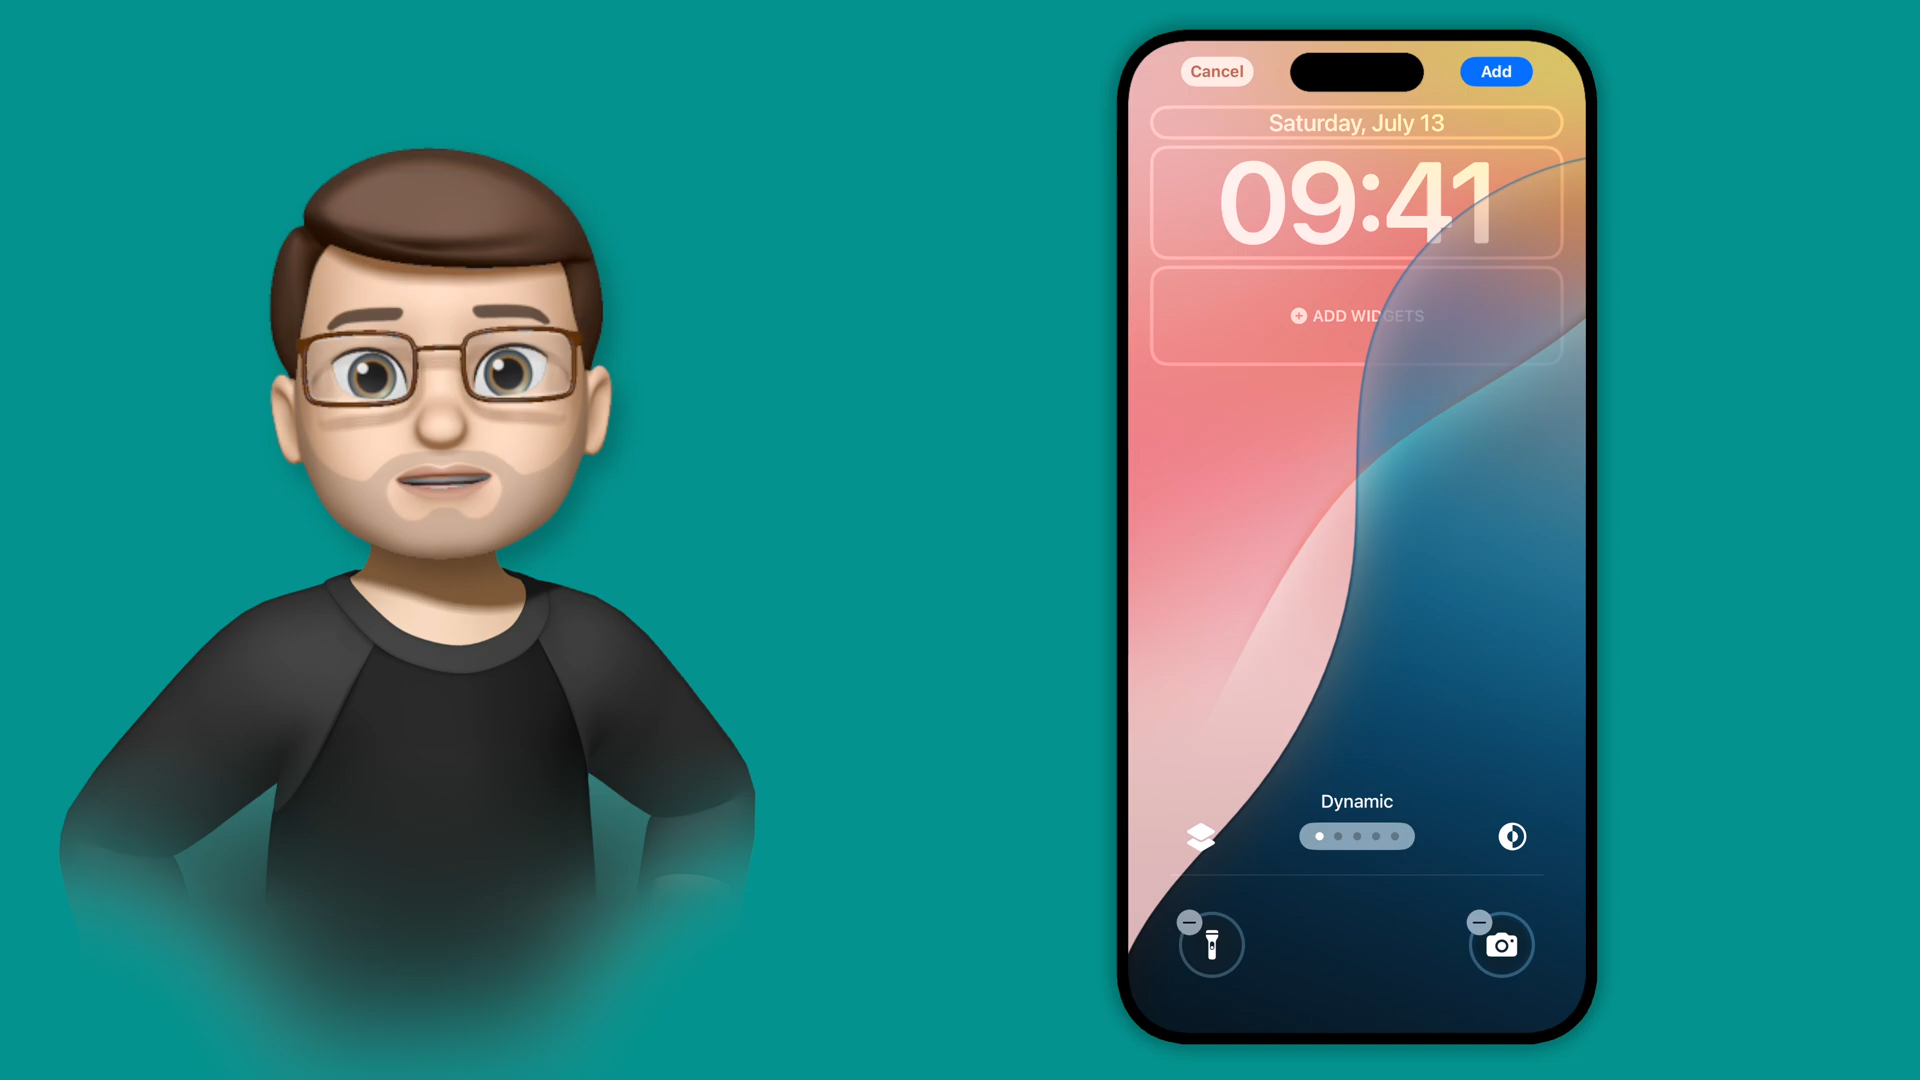 Cancel
Add
Saturday, July 13
09:41
ADD WIDGETS
Dynamic